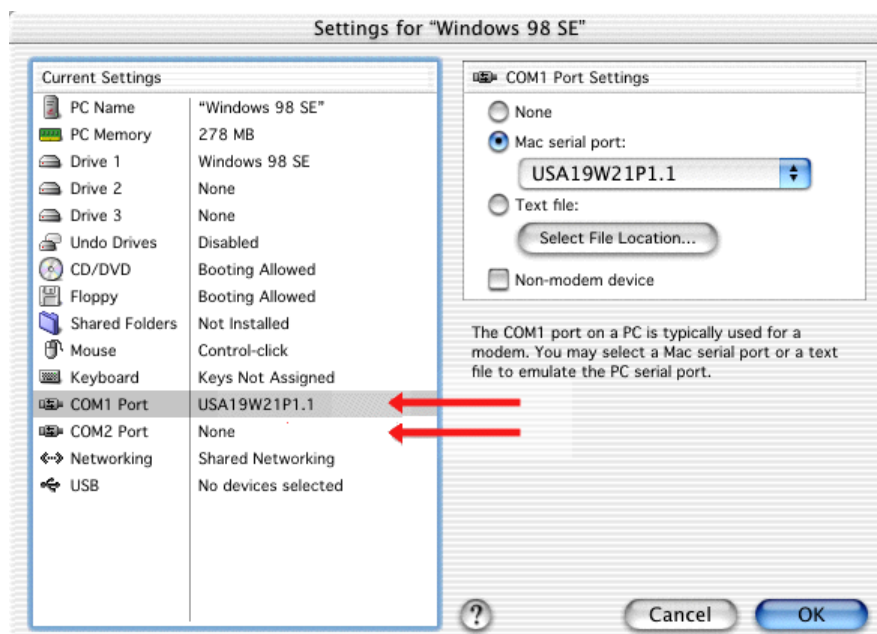 Settings for “Windows 98 SE”
Current Settings
PC Name “Windows 98 SE”
PC Memory 278 MB
Drive 1 Windows 98 SE
Drive 2 None
Drive 3 None
Undo Drives Disabled
CD/DVD Booting Allowed
Floppy Booting Allowed
Shared Folders Not Installed
Mouse Control-click
Keyboard Keys Not Assigned
COM1 Port USA19W21P1.1
COM2 Port None
Networking Shared Networking
USB No devices selected
COM1 Port Settings
None
Mac serial port:
USA19W21P1.1
Text file:
Select File Location...
Non-modem device
The COM1 port on a PC is typically used for a
modem. You may select a Mac serial port or a text
file to emulate the PC serial port.
?
Cancel
OK